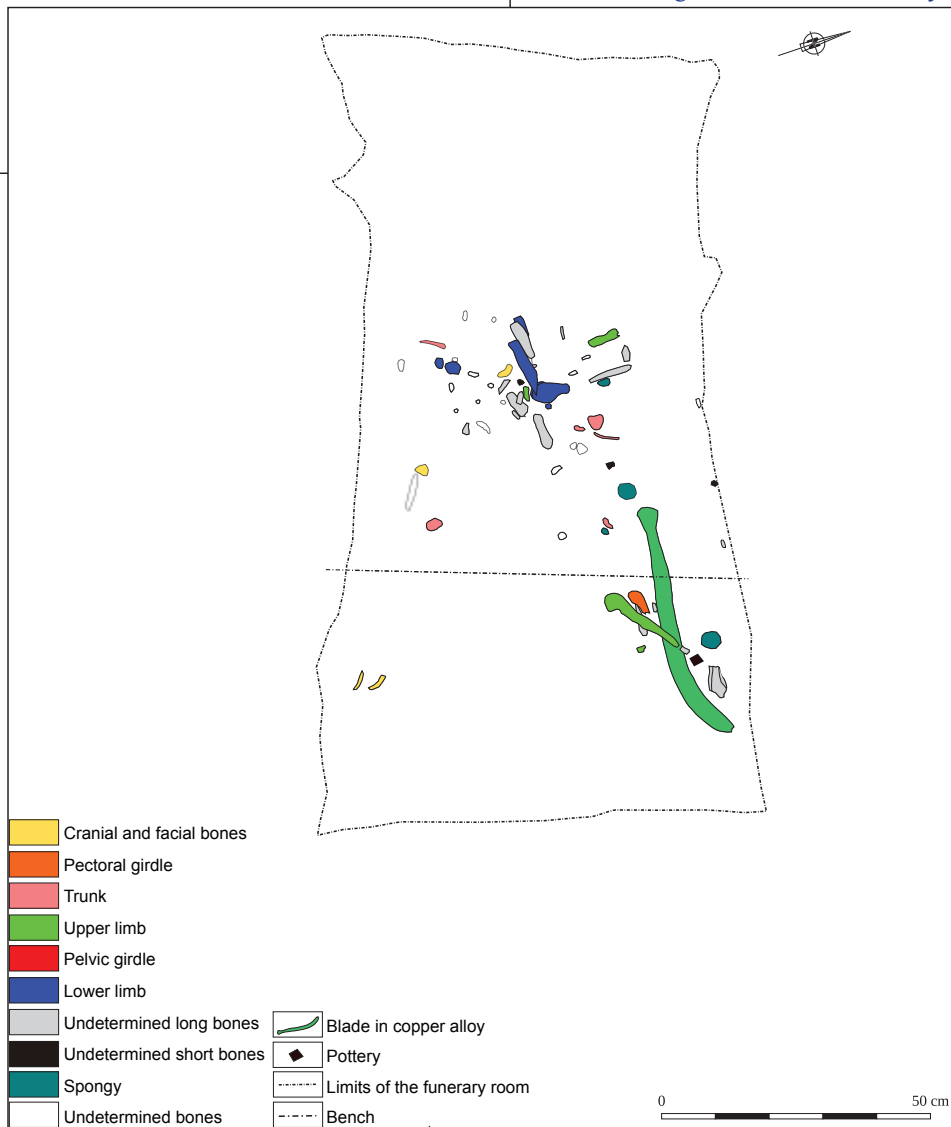 Cranial and facial bones
Pectoral girdle
Trunk
Upper limb
Pelvic girdle
Lower limb
Undetermined long bones
Undetermined short bones
Spongy
Undetermined bones
Blade in copper alloy
Pottery
Limits of the funerary room
Bench
0 50 cm